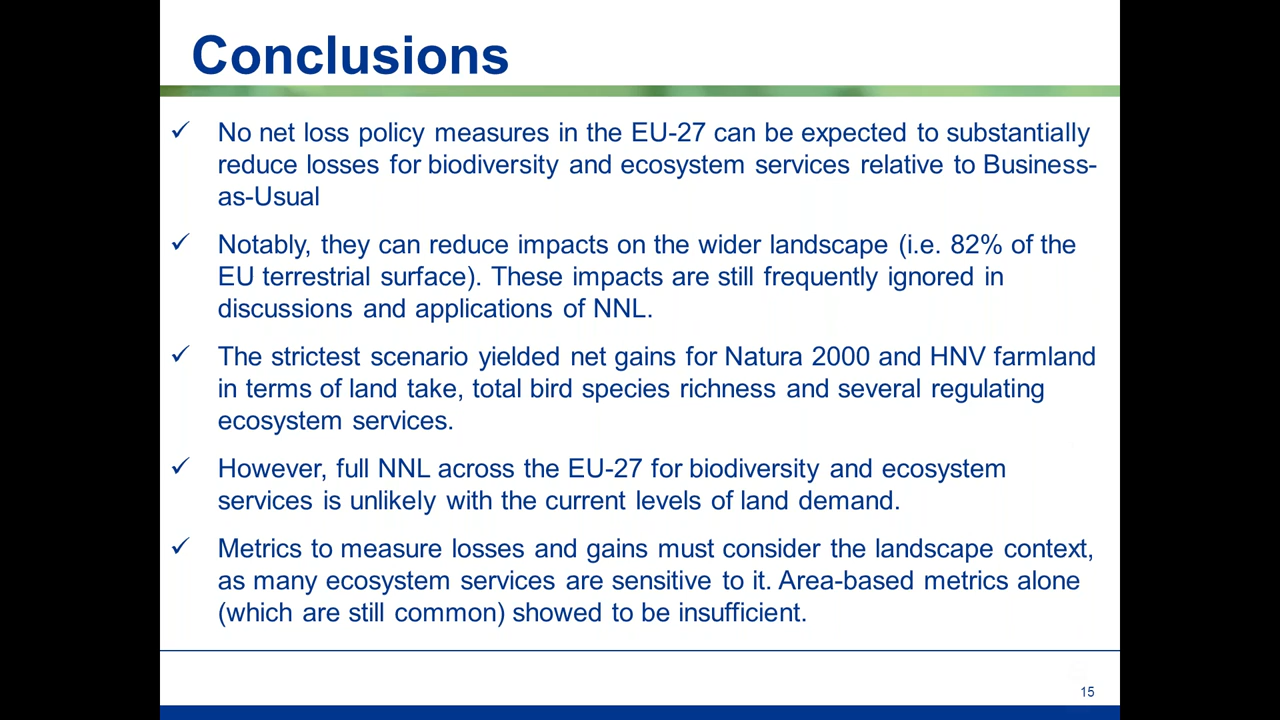 Conclusions
✓ No net loss policy measures in the EU-27 can be expected to substantially
reduce losses for biodiversity and ecosystem services relative to Business-
as-Usual
✓ Notably, they can reduce impacts on the wider landscape (i.e. 82% of the
EU terrestrial surface). These impacts are still frequently ignored in
discussions and applications of NNL.
✓ The strictest scenario yielded net gains for Natura 2000 and HNV farmland
in terms of land take, total bird species richness and several regulating
ecosystem services.
✓ However, full NNL across the EU-27 for biodiversity and ecosystem
services is unlikely with the current levels of land demand.
✓ Metrics to measure losses and gains must consider the landscape context,
as many ecosystem services are sensitive to it. Area-based metrics alone
(which are still common) showed to be insufficient.
15